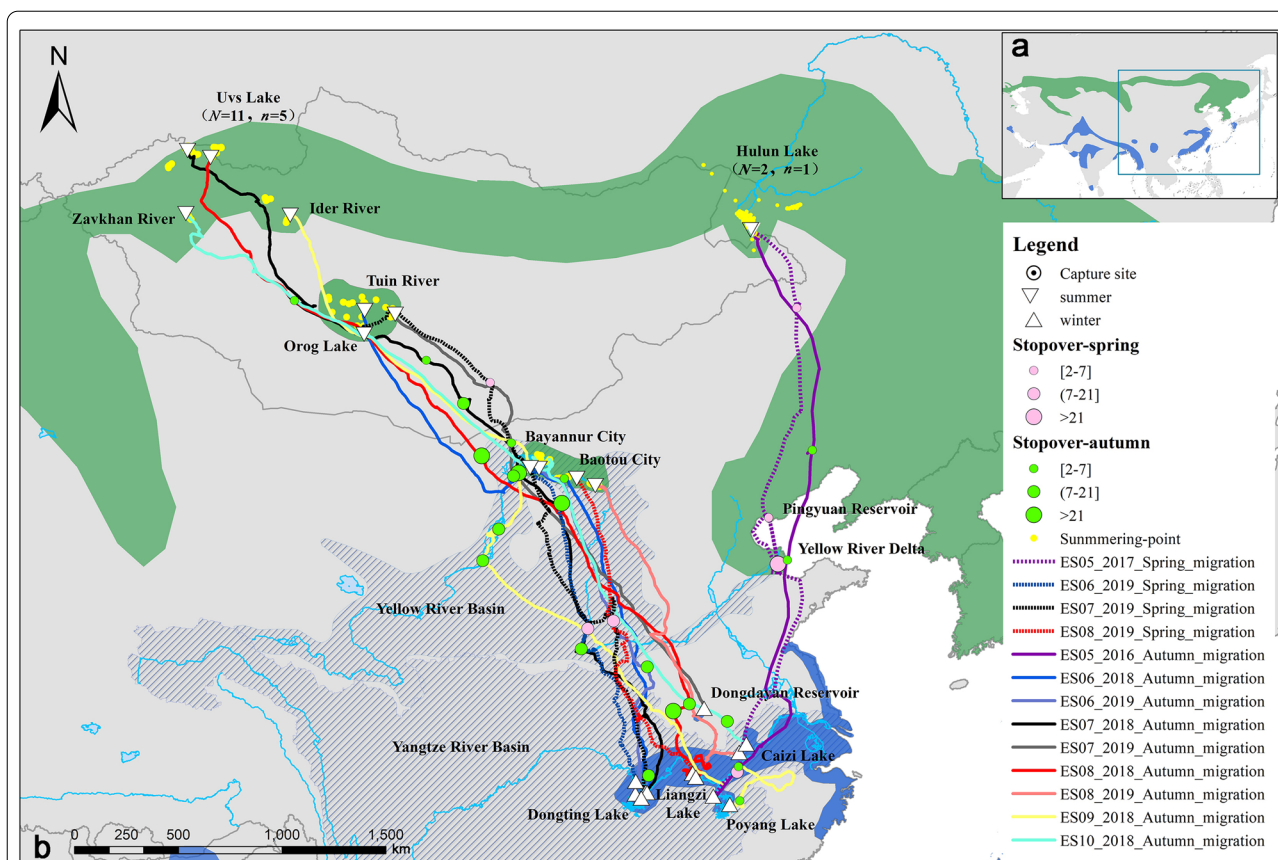 N
a
Uvs Lake
(N=11, n=5)
Hulun Lake
(N=2, n=1)
Zavkhan River
Ider River
Tuin River
Orog Lake
Bayannur City
Baotou City
Pingyuan Reservoir
Yellow River Delta
Yellow River Basin
Dongdayan Reservoir
Yangtze River Basin
Caizi Lake
Liangzi
Lake
Dongting Lake
Poyang Lake
b
0 250 500 1,000 1,500
km
Legend
Capture site
summer
winter
Stopover-spring
[2-7]
(7-21]
>21
Stopover-autumn
[2-7]
(7-21]
>21
Sunmmering-point
ES05_2017_Spring_migration
ES06_2019_Spring_migration
ES07_2019_Spring_migration
ES08_2019_Spring_migration
ES05_2016_Autumn_migration
ES06_2018_Autumn_migration
ES06_2019_Autumn_migration
ES07_2018_Autumn_migration
ES07_2019_Autumn_migration
ES08_2018_Autumn_migration
ES08_2019_Autumn_migration
ES09_2018_Autumn_migration
ES10_2018_Autumn_migration